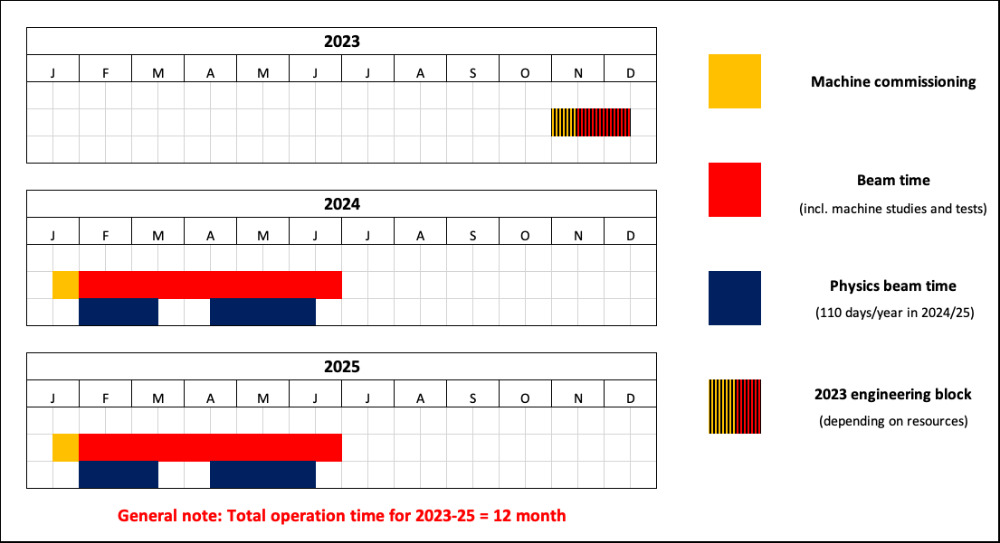 2023
J F M A M J J A S O N D
Machine commissioning
Beam time
(incl. machine studies and tests)
2024
J F M A M J J A S O N D
Physics beam time
(110 days/year in 2024/25)
2025
J F M A M J J A S O N D
2023 engineering block
(depending on resources)
General note: Total operation time for 2023-25 = 12 month